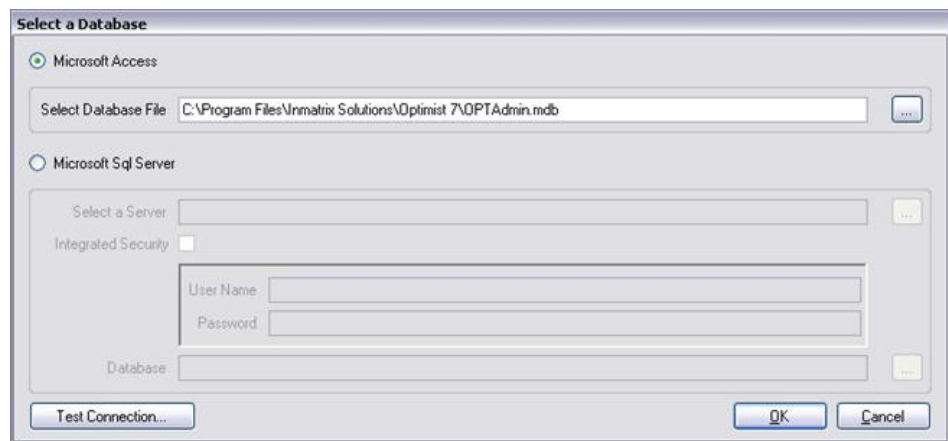 Select a Database
Microsoft Access
Select Database File C:\Program Files\Inmatrix Solutions\Optimist 7\OPTAdmin.mdb ...
Microsoft Sql Server
Select a Server ...
Integrated Security
User Name
Password
Database ...
Test Connection... OK Cancel